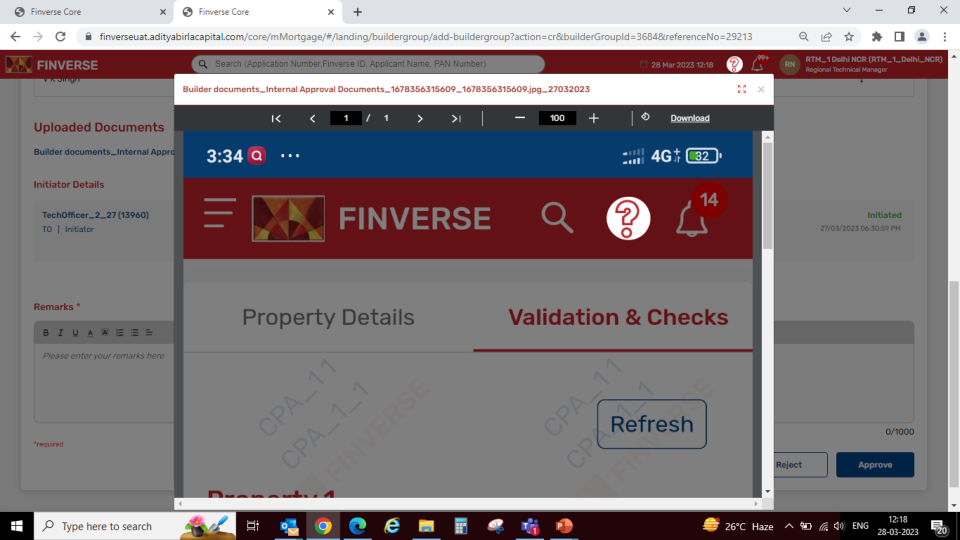 Finverse Core
Finverse Core
finverseuat.adityabirlacapital.com/core/mMortgage/#/landing/buildergroup/add-buildergroup?action=cr&builderGroupId=3684&referenceNo=29213
FINVERSE
Search (Application Number,Finverse ID, Applicant Name, PAN Number)
28 Mar 2023 12:18
99+
RN
RTM_1 Delhi NCR (RTM_1_Delhi_NCR)
Regional Technical Manager
V K Singh
Builder documents_Internal Approval Documents_1678356315609_1678356315609.jpg_27032023
1 / 1
100
Download
Uploaded Documents
Builder documents_Internal Appro
Initiator Details
TechOfficer_2_27 (13960)
TO | Initiator
Initiated
27/03/2023 06:30:59 PM
3:34
4G
32
FINVERSE
14
Property Details
Validation & Checks
CPA_11
CPA_1_1
FINVERSE
CPA_11
CPA_1_1
FINVERSE
Refresh
Property 1
Remarks *
B I U A
Please enter your remarks here
0/1000
*required
Reject
Approve
Type here to search
26°C Haze
ENG
12:18
28-03-2023
20